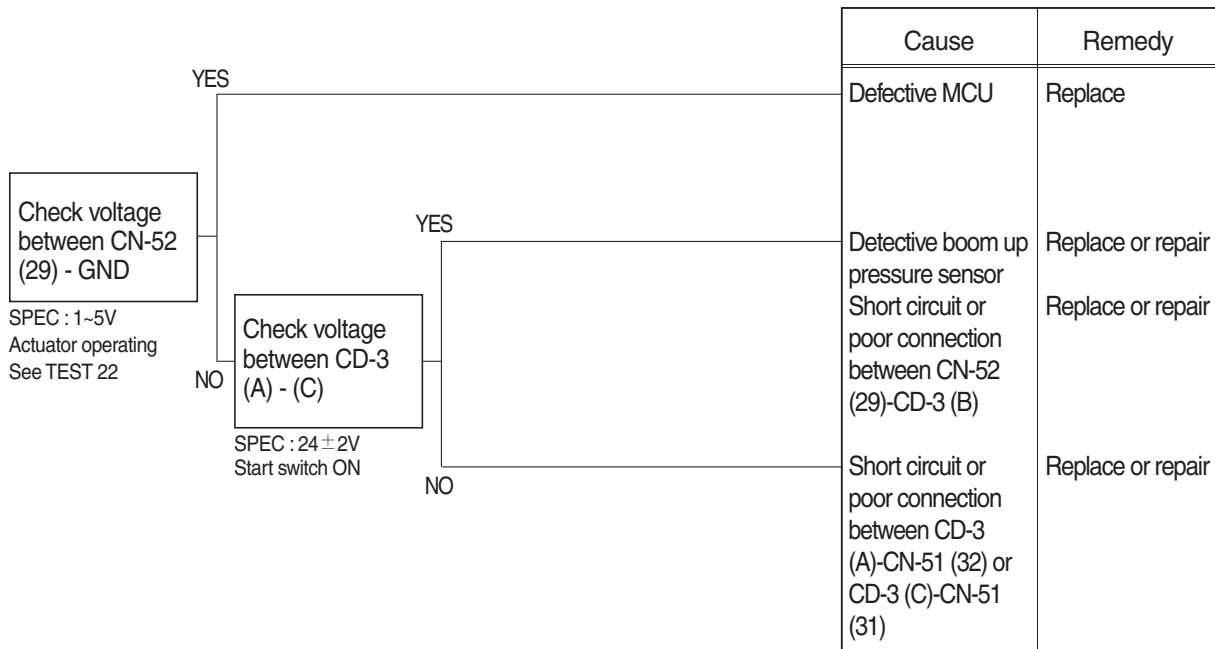 Cause
Remedy
YES
Defective MCU
Replace
Check voltage
between CN-52
(29) - GND
SPEC : 1~5V
Actuator operating
See TEST 22
YES
NO
Check voltage
between CD-3
(A) - (C)
SPEC : 24±2V
Start switch ON
NO
Detective boom up
pressure sensor
Replace or repair
Short circuit or
poor connection
between CN-52
(29)-CD-3 (B)
Replace or repair
Short circuit or
poor connection
between CD-3
(A)-CN-51 (32) or
CD-3 (C)-CN-51
(31)
Replace or repair